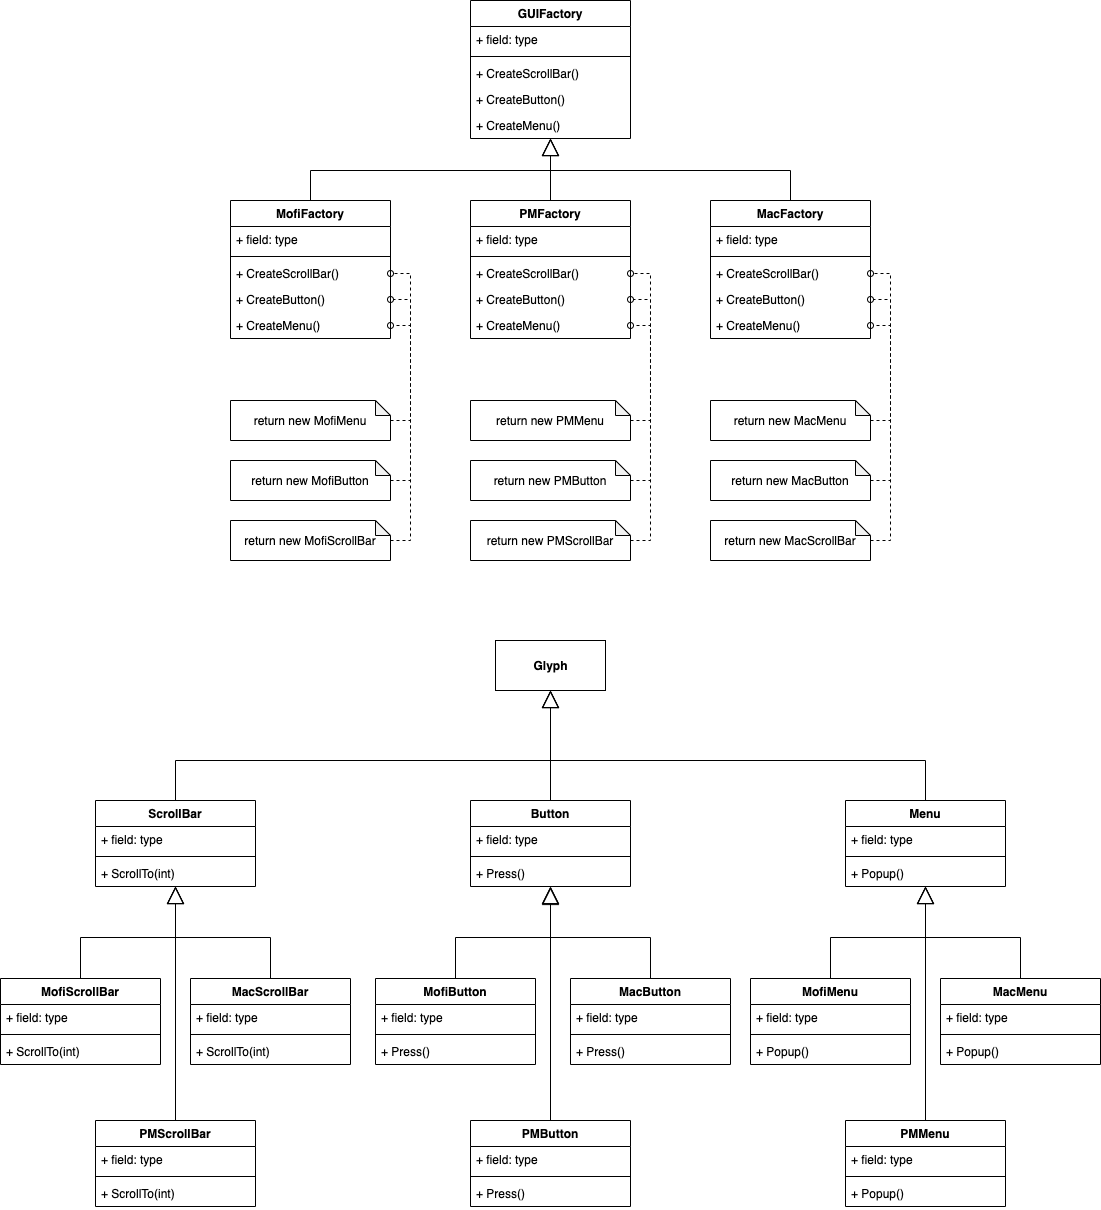 GUIFactory
+ field: type
+ CreateScrollBar()
+ CreateButton()
+ CreateMenu()
MofiFactory
+ field: type
+ CreateScrollBar()
+ CreateButton()
+ CreateMenu()
PMFactory
+ field: type
+ CreateScrollBar()
+ CreateButton()
+ CreateMenu()
MacFactory
+ field: type
+ CreateScrollBar()
+ CreateButton()
+ CreateMenu()
return new MofiMenu
return new PMMenu
return new MacMenu
return new MofiButton
return new PMButton
return new MacButton
return new MofiScrollBar
return new PMScrollBar
return new MacScrollBar
Glyph
ScrollBar
+ field: type
+ ScrollTo(int)
Button
+ field: type
+ Press()
Menu
+ field: type
+ Popup()
MofiScrollBar
+ field: type
+ ScrollTo(int)
MacScrollBar
+ field: type
+ ScrollTo(int)
MofiButton
+ field: type
+ Press()
MacButton
+ field: type
+ Press()
MofiMenu
+ field: type
+ Popup()
MacMenu
+ field: type
+ Popup()
PMScrollBar
+ field: type
+ ScrollTo(int)
PMButton
+ field: type
+ Press()
PMMenu
+ field: type
+ Popup()